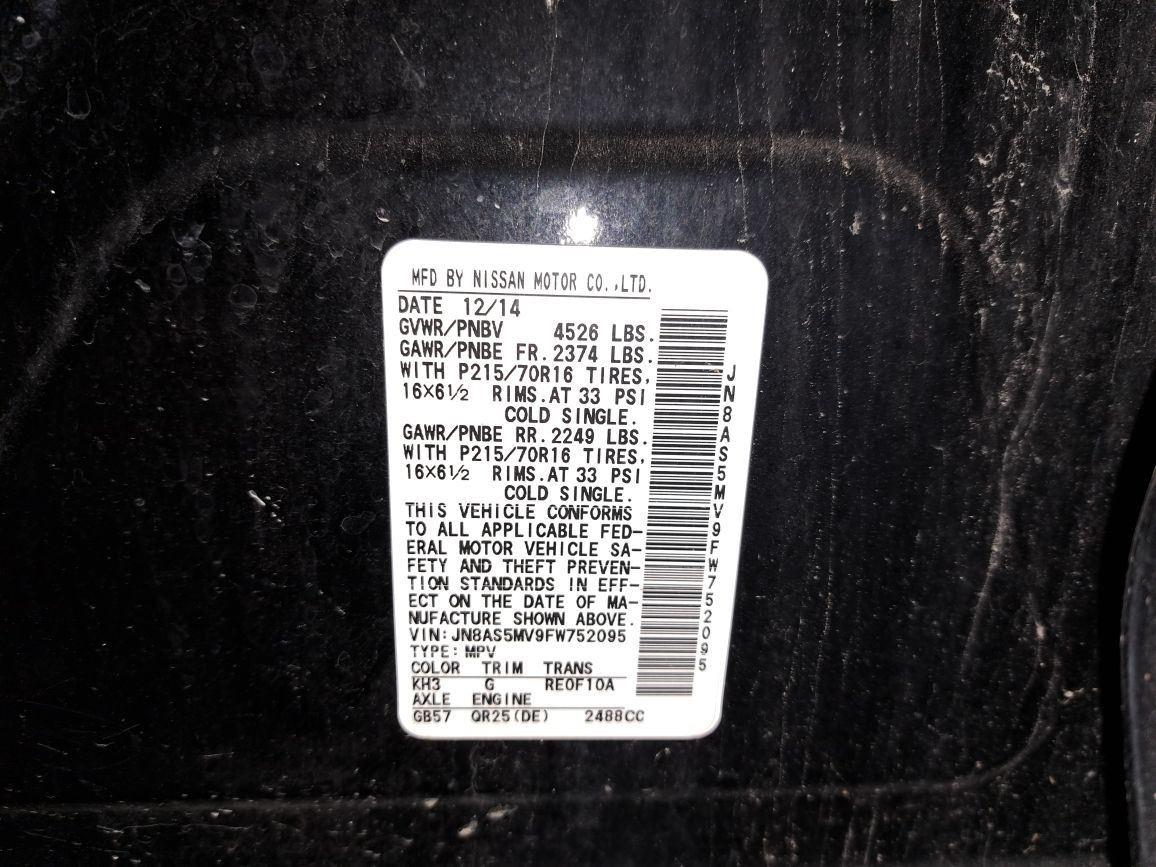 MFD BY NISSAN MOTOR CO.,LTD.
DATE 12/14
GVWR/PNBV 4526 LBS.
GAWR/PNBE FR. 2374 LBS.
WITH P215/70R16 TIRES,
16×6½ RIMS. AT 33 PSI
COLD SINGLE.
GAWR/PNBE RR. 2249 LBS.
WITH P215/70R16 TIRES,
16×6½ RIMS. AT 33 PSI
COLD SINGLE.
THIS VEHICLE CONFORMS
TO ALL APPLICABLE FED-
ERAL MOTOR VEHICLE SA-
FETY AND THEFT PREVEN-
TION STANDARDS IN EFF-
ECT ON THE DATE OF MA-
NUFACTURE SHOWN ABOVE.
VIN: JN8AS5MV9FW752095
TYPE: MPV
COLOR TRIM TRANS
KH3 G RE0F10A
AXLE ENGINE
GB57 QR25(DE) 2488CC
JN8AS5MV9FW752095